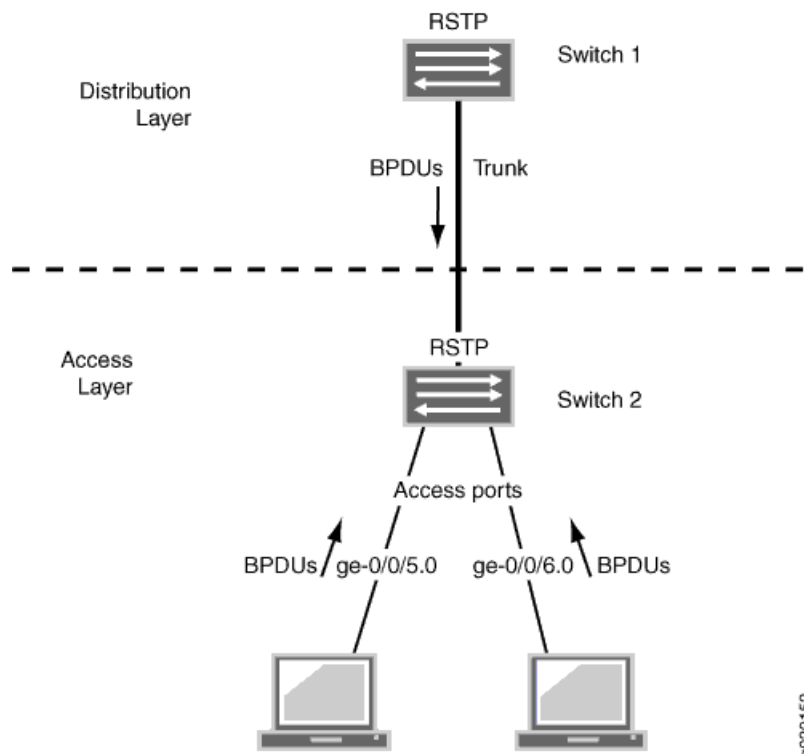 RSTP
Switch 1
Distribution
Layer
BPDUs
Trunk
RSTP
Access
Layer
Switch 2
Access ports
BPDUs
ge-0/0/5.0
ge-0/0/6.0
BPDUs